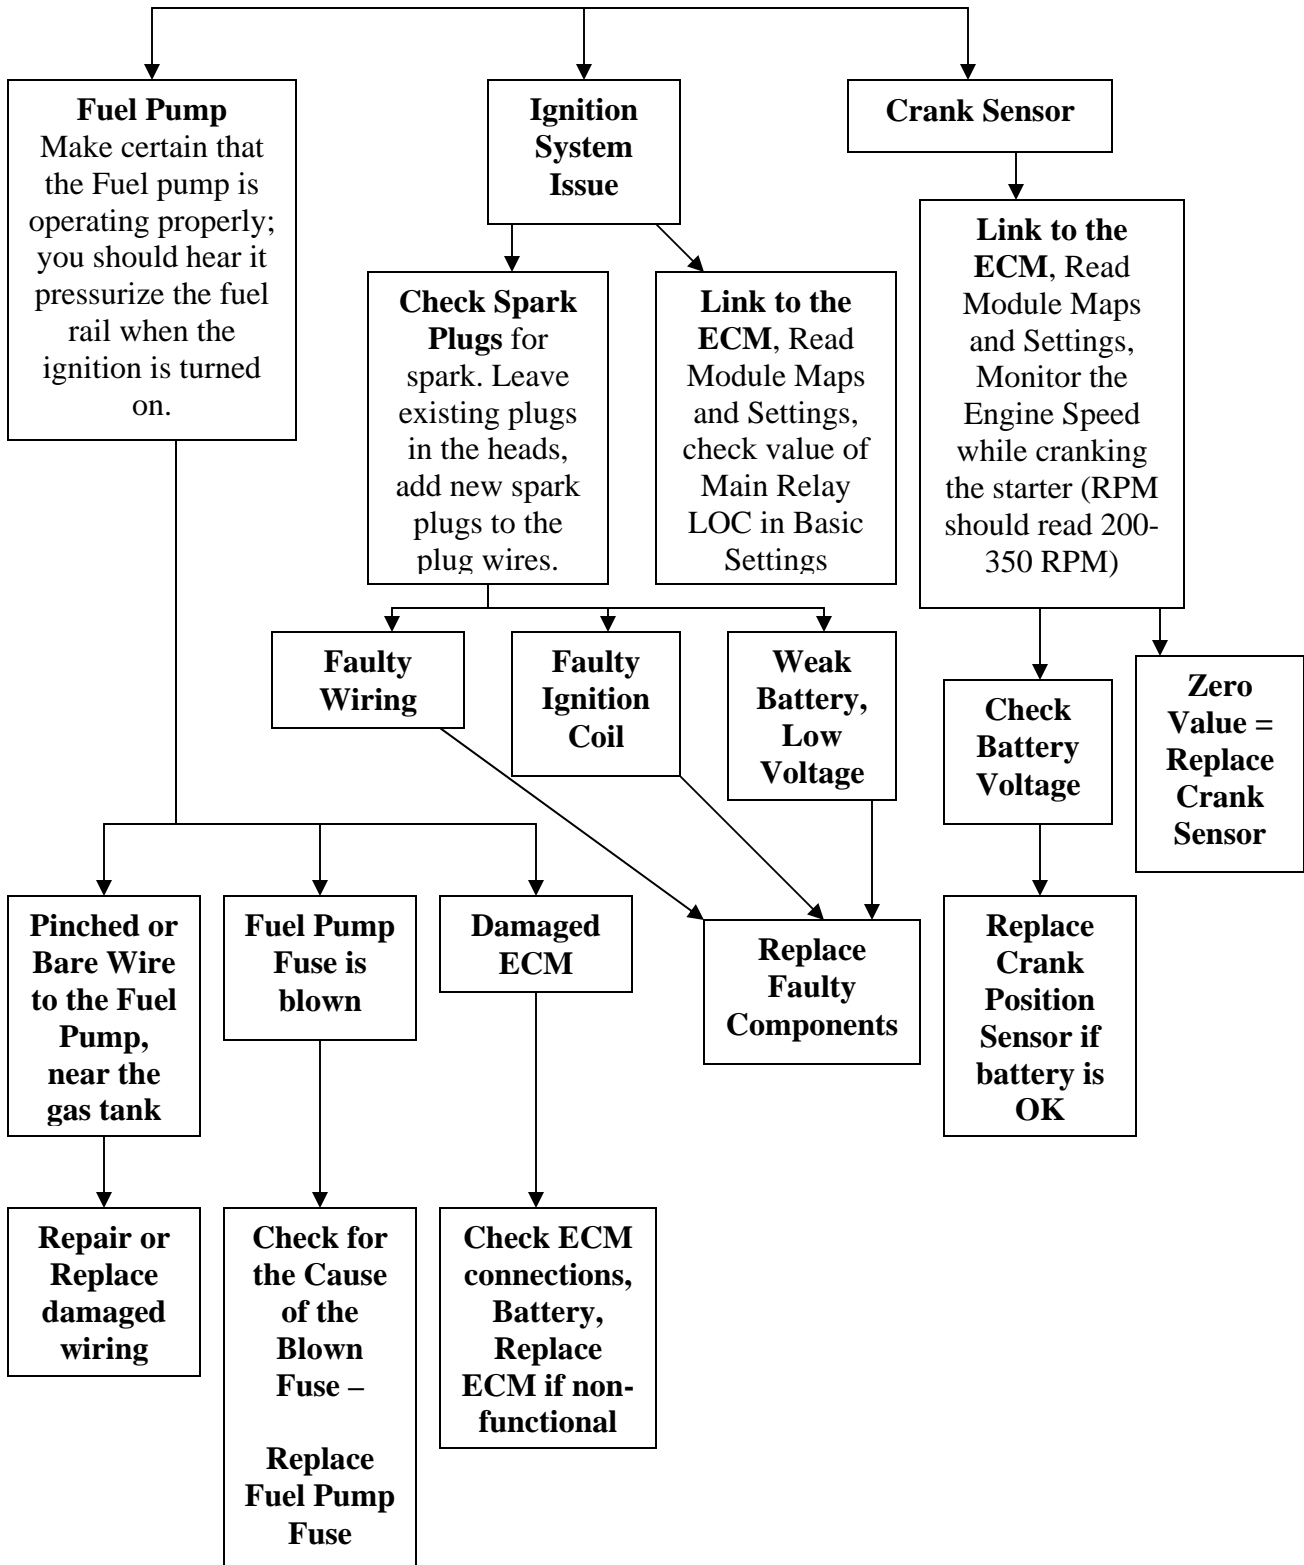 Fuel Pump
Make certain that
the Fuel pump is
operating properly;
you should hear it
pressurize the fuel
rail when the
ignition is turned
on.
Ignition
System
Issue
Crank Sensor
Check Spark
Plugs for
spark. Leave
existing plugs
in the heads,
add new spark
plugs to the
plug wires.
Link to the
ECM, Read
Module Maps
and Settings,
check value of
Main Relay
LOC in Basic
Settings
Link to the
ECM, Read
Module Maps
and Settings,
Monitor the
Engine Speed
while cranking
the starter (RPM
should read 200-
350 RPM)
Faulty
Wiring
Faulty
Ignition
Coil
Weak
Battery,
Low
Voltage
Check
Battery
Voltage
Zero
Value =
Replace
Crank
Sensor
Pinched or
Bare Wire
to the Fuel
Pump,
near the
gas tank
Fuel Pump
Fuse is
blown
Damaged
ECM
Replace
Faulty
Components
Replace
Crank
Position
Sensor if
battery is
OK
Repair or
Replace
damaged
wiring
Check for
the Cause
of the
Blown
Fuse –
Replace
Fuel Pump
Fuse
Check ECM
connections,
Battery,
Replace
ECM if non-
functional